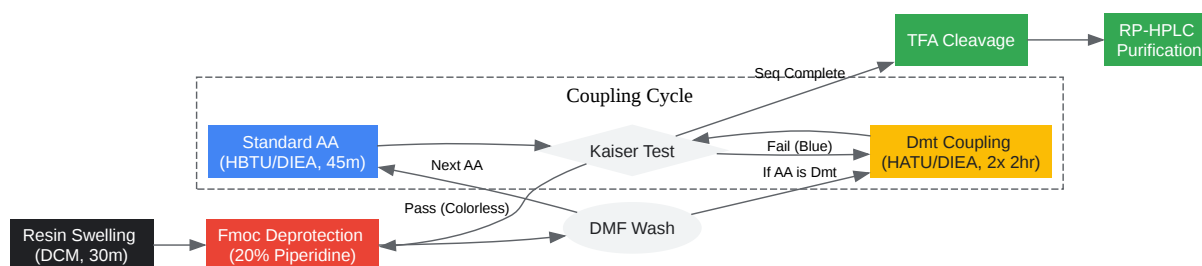 TFA Cleavage
RP-HPLC
Purification
Seq Complete
Coupling Cycle
Standard AA
(HBTU/DIEA, 45m)
Kaiser Test
Fail (Blue)
Dmt Coupling
(HATU/DIEA, 2x 2hr)
Next AA
If AA is Dmt
Pass (Colorless)
Resin Swelling
(DCM, 30m)
Fmoc Deprotection
(20% Piperidine)
DMF Wash